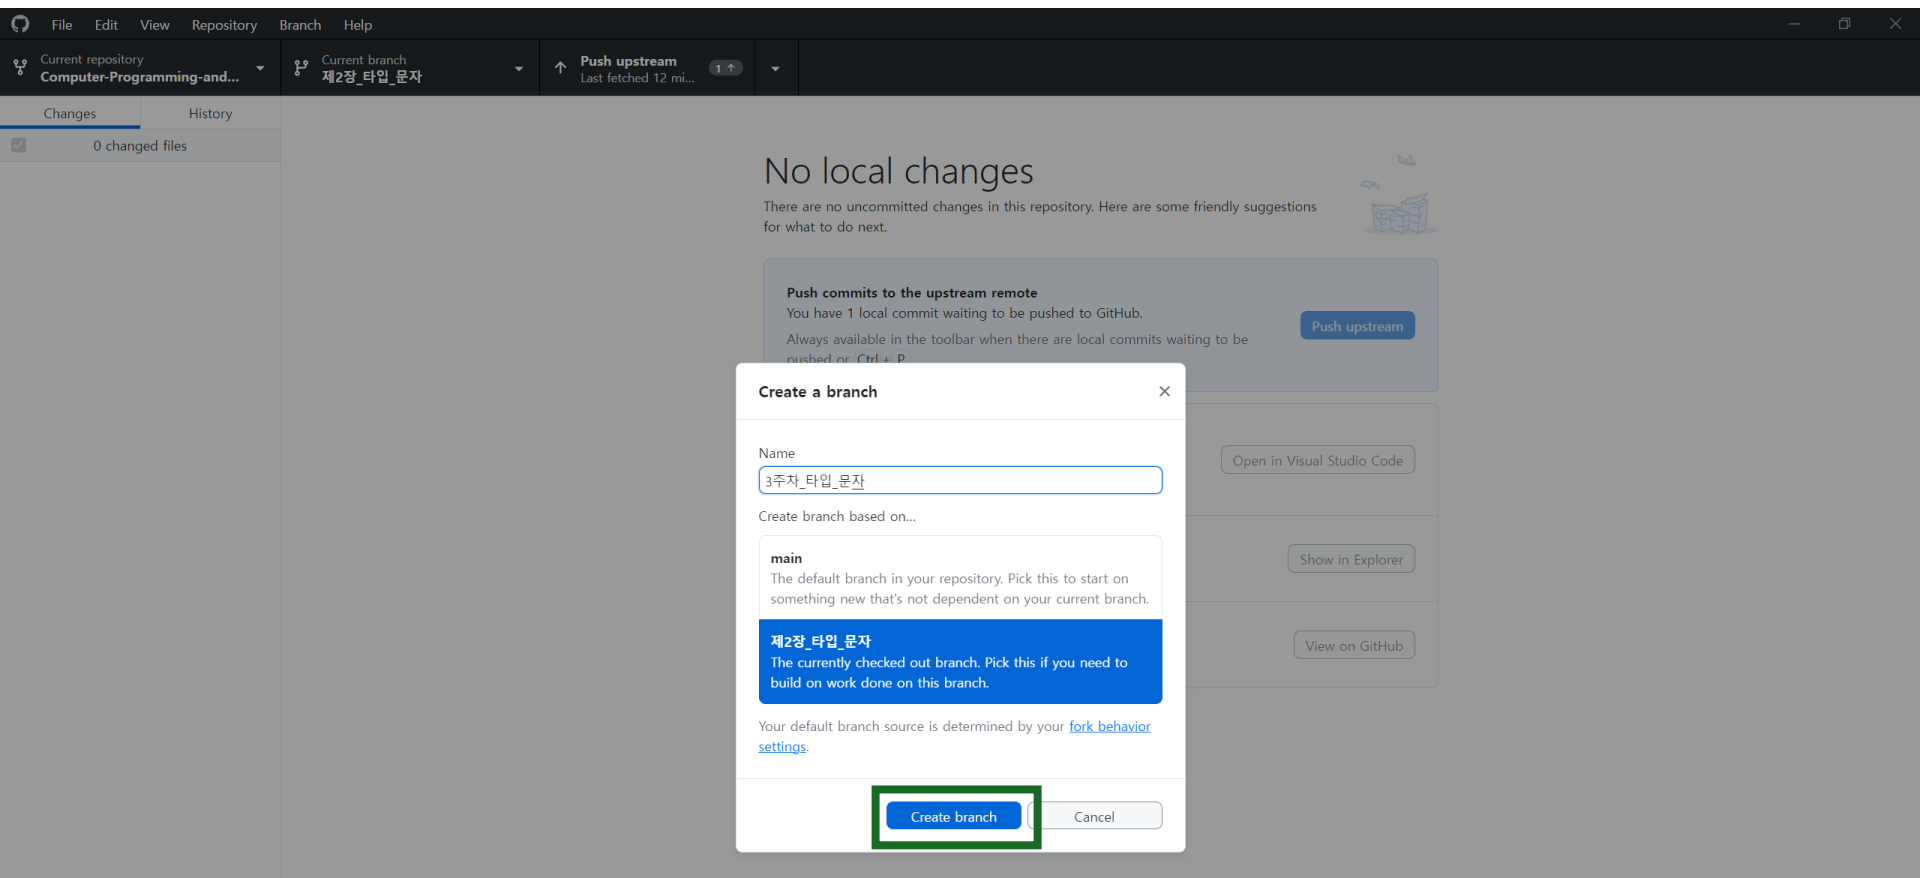 File Edit View Repository Branch Help
Current repository
Computer-Programming-and...
Current branch
제2장_타입_문자
Push upstream
Last fetched 12 mi...
1
Changes
History
0 changed files
No local changes
There are no uncommitted changes in this repository. Here are some friendly suggestions
for what to do next.
Push commits to the upstream remote
You have 1 local commit waiting to be pushed to GitHub.
Always available in the toolbar when there are local commits waiting to be
pushed or Ctrl + P
Push upstream
Open in Visual Studio Code
Show in Explorer
View on GitHub
Create a branch
Name
3주차_타입_문자
Create branch based on...
main
The default branch in your repository. Pick this to start on
something new that's not dependent on your current branch.
제2장_타입_문자
The currently checked out branch. Pick this if you need to
build on work done on this branch.
Your default branch source is determined by your fork behavior
settings.
Create branch
Cancel